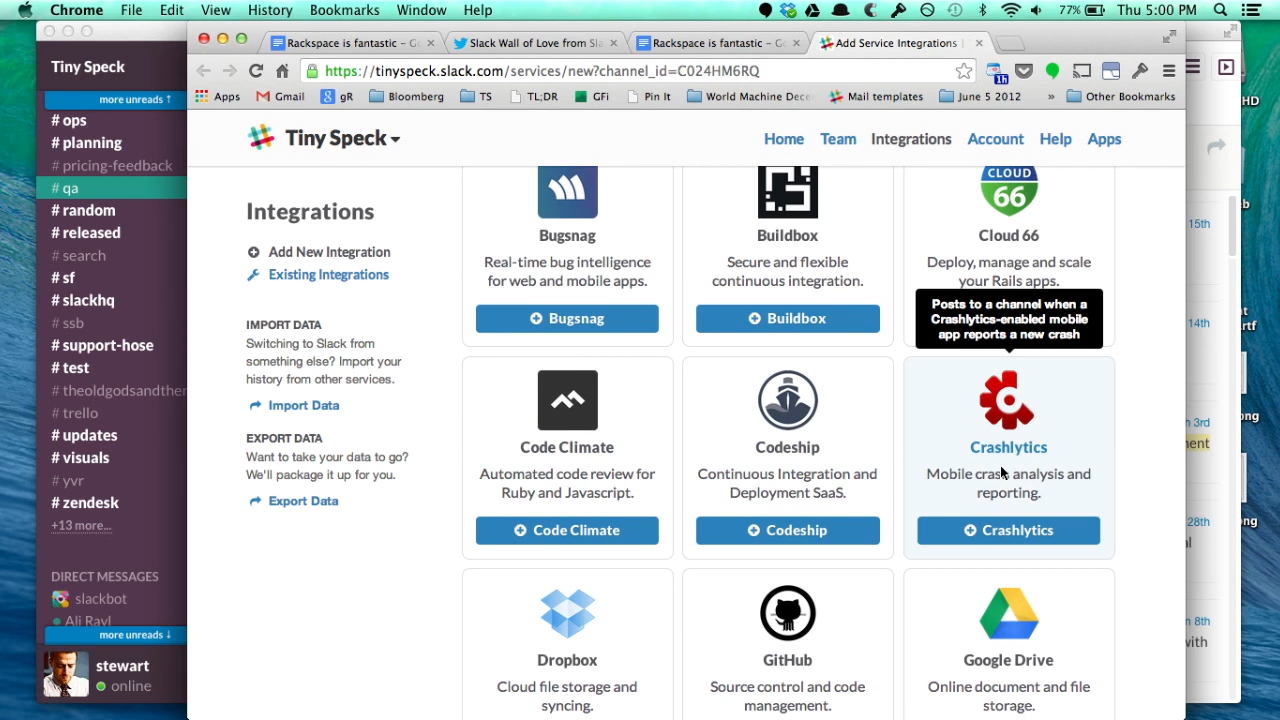 Chrome File Edit View History Bookmarks Window Help
77% Thu 5:00 PM
Tiny Speck
more unreads ↑
# ops
# planning
# pricing-feedback
# qa
# random
# released
# search
# sf
# slackhq
# ssb
# support-hose
# test
# theoldgodsandther
# trello
# updates
# visuals
# yvr
# zendesk
+13 more...
DIRECT MESSAGES
slackbot
Ali Rayl
more unreads ↓
stewart
online
Rackspace is fantastic – Go
Slack Wall of Love from Sla
Rackspace is fantastic – Go
Add Service Integrations |
https://tinyspeck.slack.com/services/new?channel_id=C024HM6RQ
1h
Apps Gmail gR Bloomberg TS TL;DR GFi Pin It World Machine Dece Mail templates June 5 2012 » Other Bookmarks
Tiny Speck
Home Team Integrations Account Help Apps
Integrations
Add New Integration
Existing Integrations
IMPORT DATA
Switching to Slack from
something else? Import your
history from other services.
Import Data
EXPORT DATA
Want to take your data to go?
We'll package it up for you.
Export Data
Bugsnag
Real-time bug intelligence
for web and mobile apps.
Bugsnag
Buildbox
Secure and flexible
continuous integration.
Buildbox
CLOUD
66
Cloud 66
Deploy, manage and scale
your Rails apps.
Posts to a channel when a
Crashlytics-enabled mobile
app reports a new crash
Code Climate
Automated code review for
Ruby and Javascript.
Code Climate
Codeship
Continuous Integration and
Deployment SaaS.
Codeship
Crashlytics
Mobile crash analysis and
reporting.
Crashlytics
Dropbox
Cloud file storage and
syncing.
GitHub
Source control and code
management.
Google Drive
Online document and file
storage.
HD
15th
14th
3rd
28th
8th
with